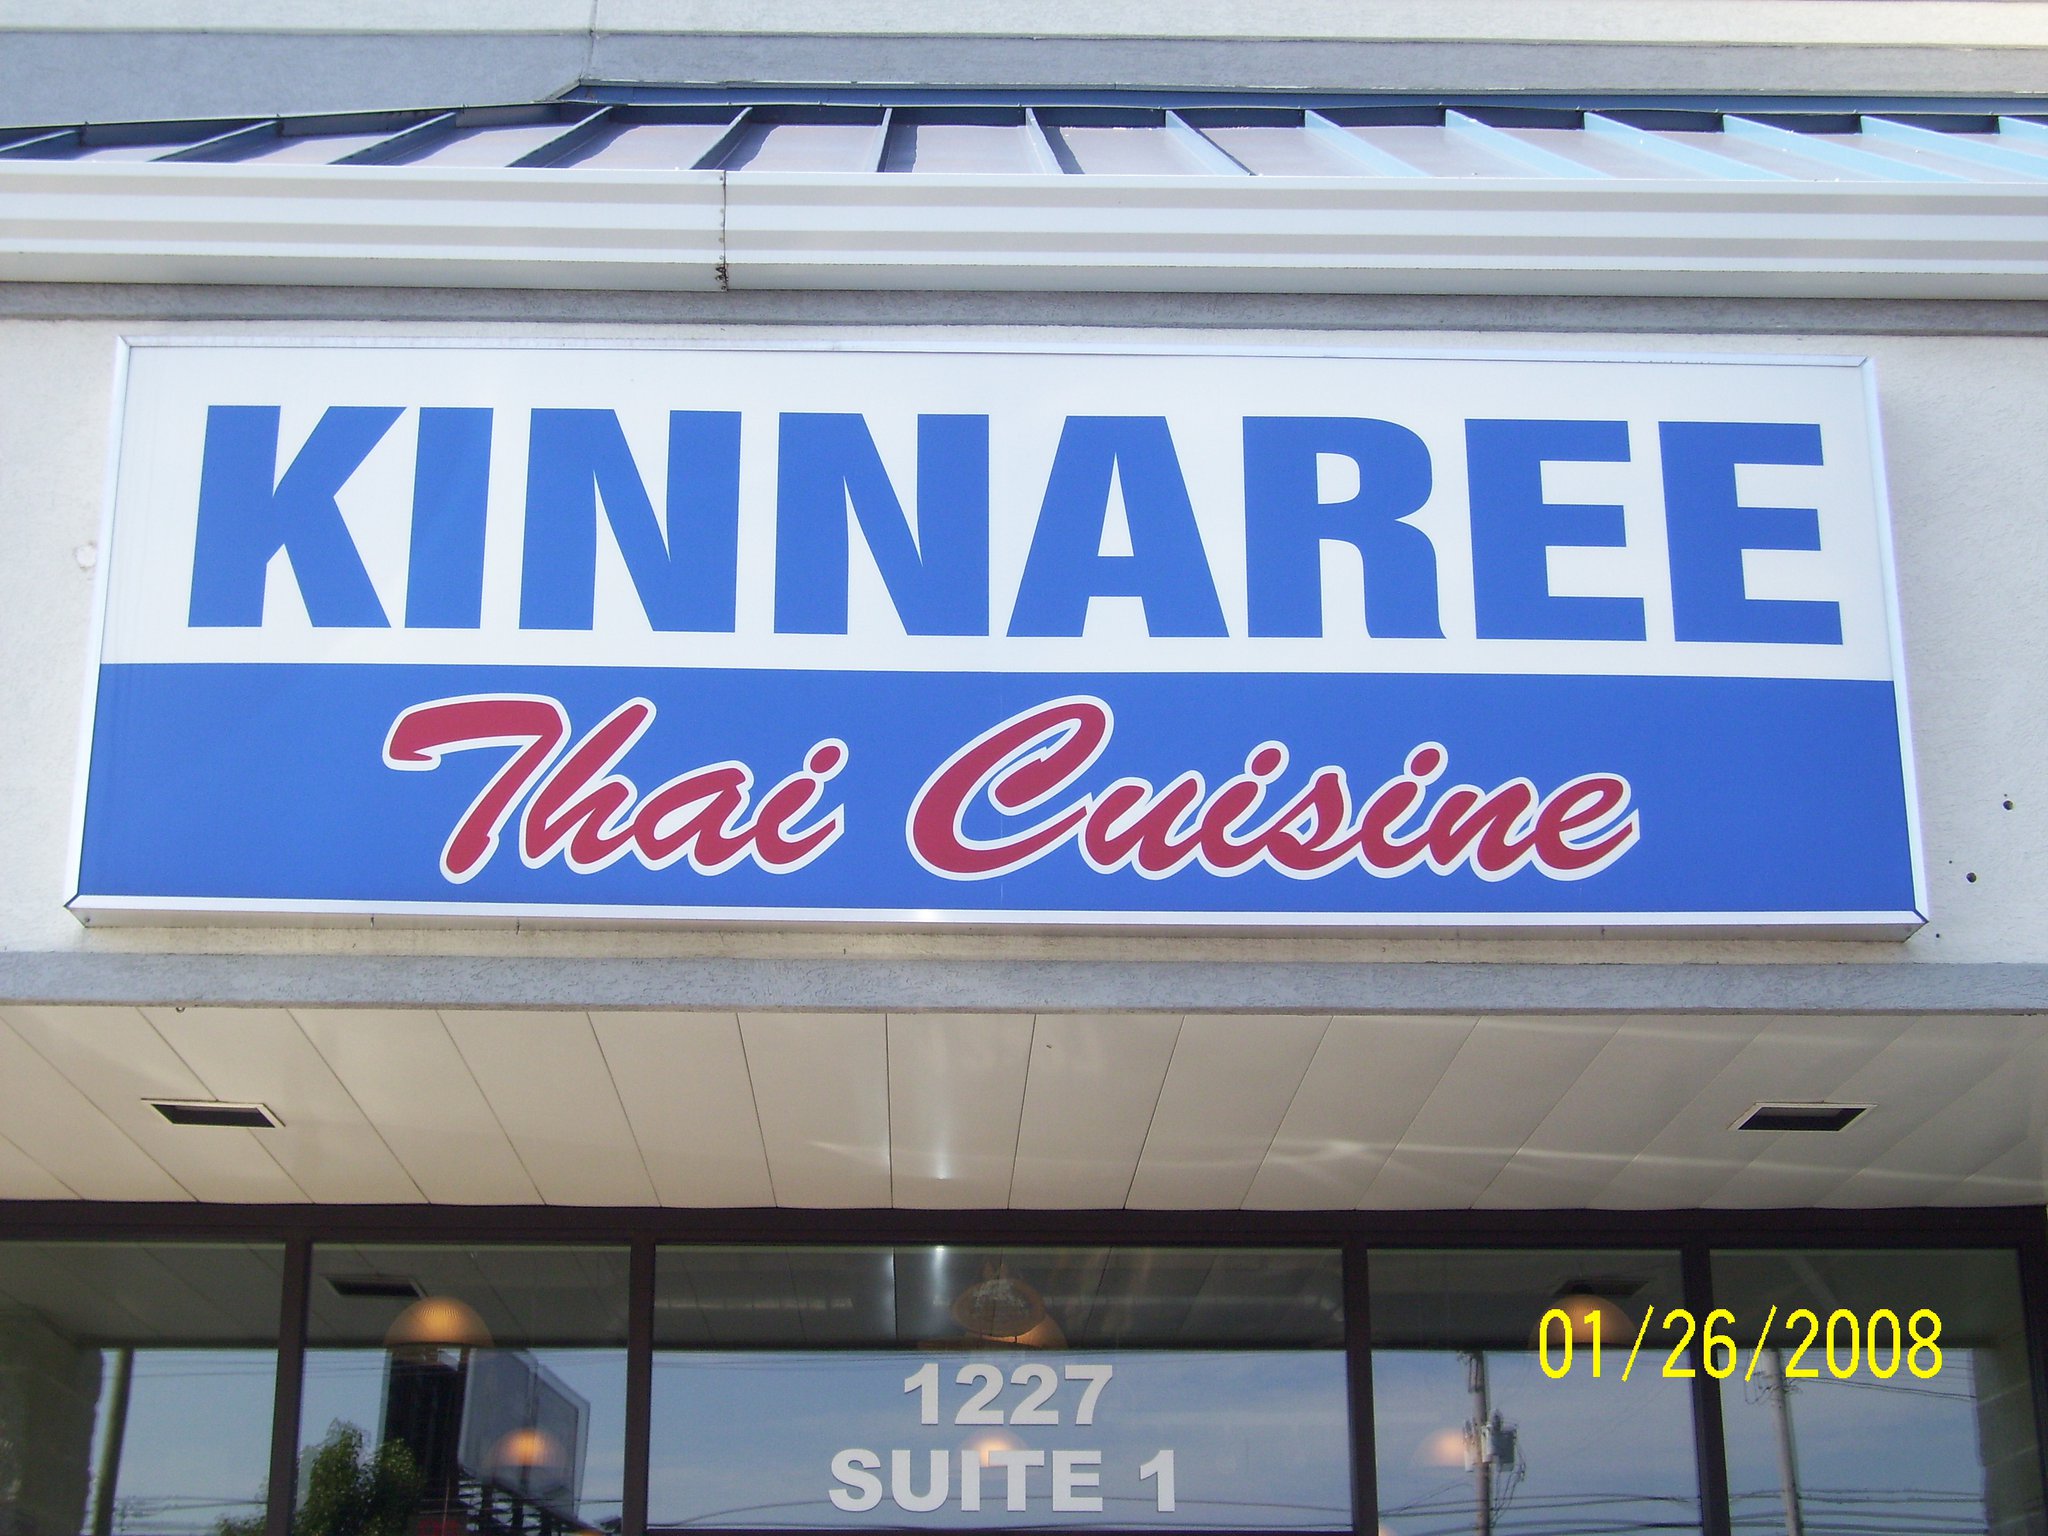 KINNAREE
Thai Cuisine
01/26/2008
1227
SUITE 1